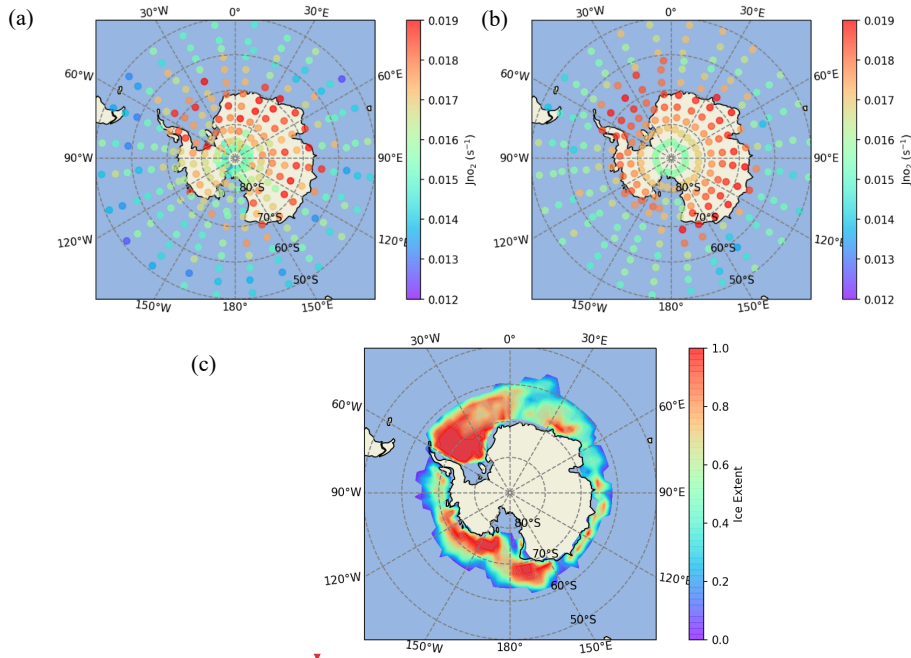 (a)
30°W 0° 30°E
60°W 60°E
90°W 90°E
120°W 120°E
150°W 180° 150°E
80°S
70°S
60°S
50°S
0.019
0.018
0.017
0.016
0.015
0.014
0.013
0.012
Jno₂ (s⁻¹)
(b)
30°W 0° 30°E
60°W 60°E
90°W 90°E
120°W 120°E
150°W 180° 150°E
80°S
70°S
60°S
50°S
0.019
0.018
0.017
0.016
0.015
0.014
0.013
0.012
Jno₂ (s⁻¹)
(c)
30°W 0° 30°E
60°W 60°E
90°W 90°E
120°W 120°E
150°W 180° 150°E
80°S
70°S
60°S
50°S
1.0
0.8
0.6
0.4
0.2
0.0
Ice Extent